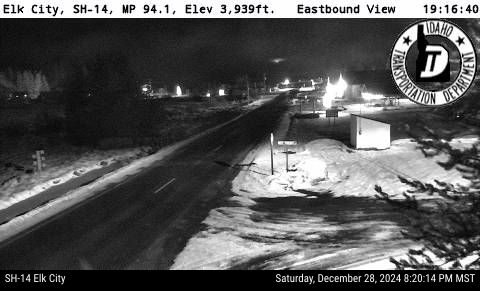 Elk City, SH-14, MP 94.1, Elev 3,939ft. Eastbound View 19:16:40
IDAHO
TRANSPORTATION DEPARTMENT
SH-14 Elk City
Saturday, December 28, 2024 8:20:14 PM MST